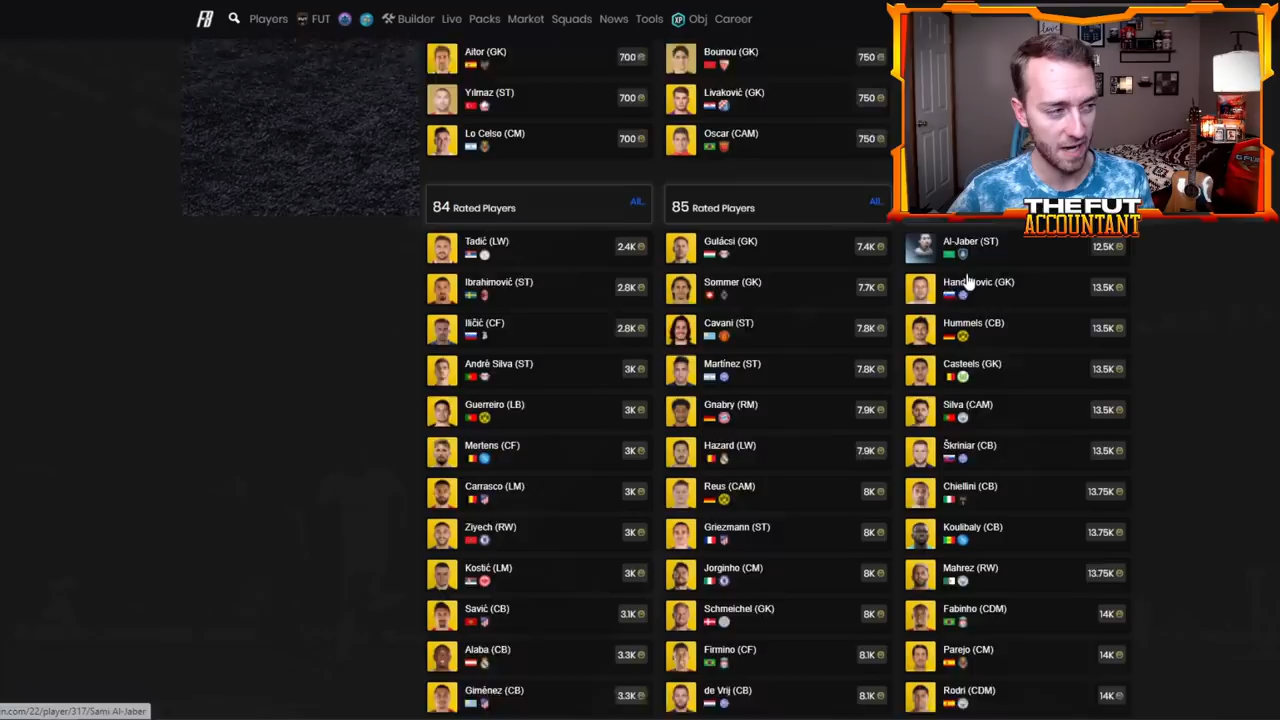 FB Players FUT Builder Live Packs Market Squads News Tools XP Obj Career
Aitor (GK) 700
Yılmaz (ST) 700
Lo Celso (CM) 700
Bounou (GK) 750
Livaković (GK) 750
Oscar (CAM) 750
THE FUT
ACCOUNTANT
84 Rated Players All..
Tadić (LW) 2.4K
Ibrahimović (ST) 2.8K
Iličić (CF) 2.8K
André Silva (ST) 3K
Guerreiro (LB) 3K
Mertens (CF) 3K
Carrasco (LM) 3K
Ziyech (RW) 3K
Kostić (LM) 3K
Savić (CB) 3.1K
Alaba (CB) 3.3K
Giménez (CB) 3.3K
85 Rated Players All..
Gulácsi (GK) 7.4K
Sommer (GK) 7.7K
Cavani (ST) 7.8K
Martínez (ST) 7.8K
Gnabry (RM) 7.9K
Hazard (LW) 7.9K
Reus (CAM) 8K
Griezmann (ST) 8K
Jorginho (CM) 8K
Schmeichel (GK) 8K
Firmino (CF) 8.1K
de Vrij (CB) 8.1K
Al-Jaber (ST) 12.5K
(GK) 13.5K
Hummels (CB) 13.5K
Casteels (GK) 13.5K
Silva (CAM) 13.5K
Škriniar (CB) 13.5K
Chiellini (CB) 13.75K
Koulibaly (CB) 13.75K
Mahrez (RW) 13.75K
Fabinho (CDM) 14K
Parejo (CM) 14K
Rodri (CDM) 14K
in.com/22/player/317/Sami Al-Jaber